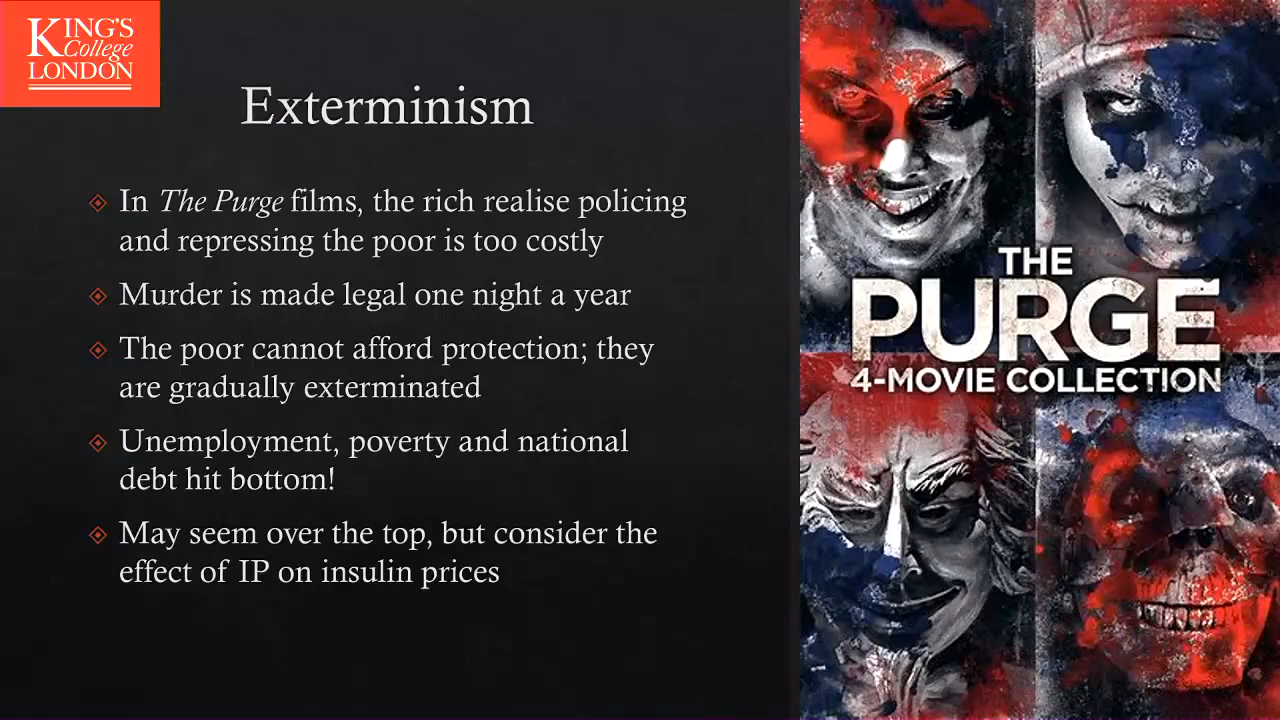 KING'S
College
LONDON
Exterminism
In The Purge films, the rich realise policing
and repressing the poor is too costly
Murder is made legal one night a year
The poor cannot afford protection; they
are gradually exterminated
Unemployment, poverty and national
debt hit bottom!
May seem over the top, but consider the
effect of IP on insulin prices
THE
PURGE
4-MOVIE COLLECTION